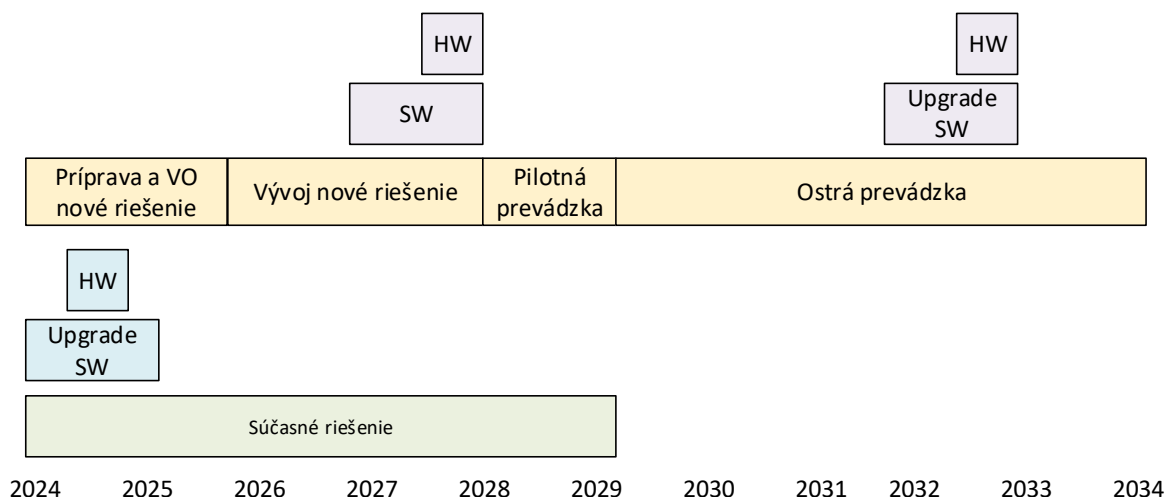 HW
HW
SW
Upgrade
SW
Príprava a VO
nové riešenie
Vývoj nové riešenie
Pilotná
prevádzka
Ostrá prevádzka
HW
Upgrade
SW
Súčasné riešenie
2024 2025 2026 2027 2028 2029 2030 2031 2032 2033 2034